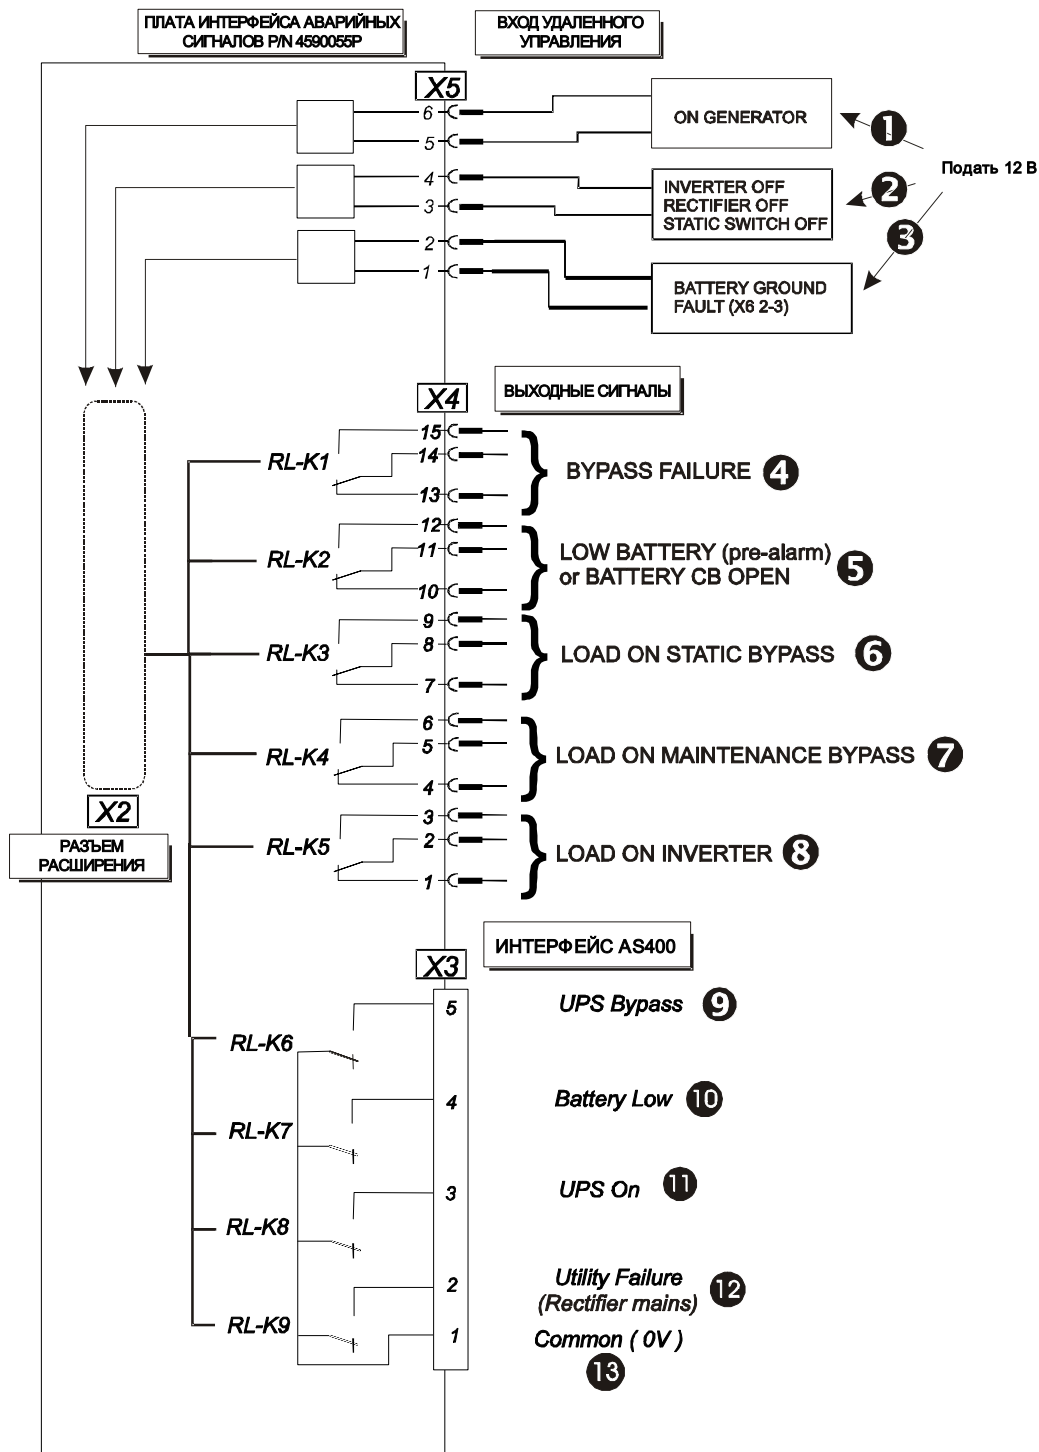 ПЛАТА ИНТЕРФЕЙСА АВАРИЙНЫХ
СИГНАЛОВ P/N 4590055P
ВХОД УДАЛЕННОГО
УПРАВЛЕНИЯ
X5
6
5
4
3
2
1
ON GENERATOR
1
Подать 12 В
INVERTER OFF
RECTIFIER OFF
STATIC SWITCH OFF
2
3
BATTERY GROUND
FAULT (X6 2-3)
X4
ВЫХОДНЫЕ СИГНАЛЫ
RL-K1
15
14
13
BYPASS FAILURE 4
RL-K2
12
11
10
LOW BATTERY (pre-alarm)
or BATTERY CB OPEN 5
RL-K3
9
8
7
LOAD ON STATIC BYPASS 6
RL-K4
6
5
4
LOAD ON MAINTENANCE BYPASS 7
X2
РАЗЪЕМ
РАСШИРЕНИЯ
RL-K5
3
2
1
LOAD ON INVERTER 8
ИНТЕРФЕЙС AS400
X3
RL-K6
5
UPS Bypass 9
RL-K7
4
Battery Low 10
RL-K8
3
UPS On 11
RL-K9
2
Utility Failure
(Rectifier mains) 12
1
Common ( 0V )
13